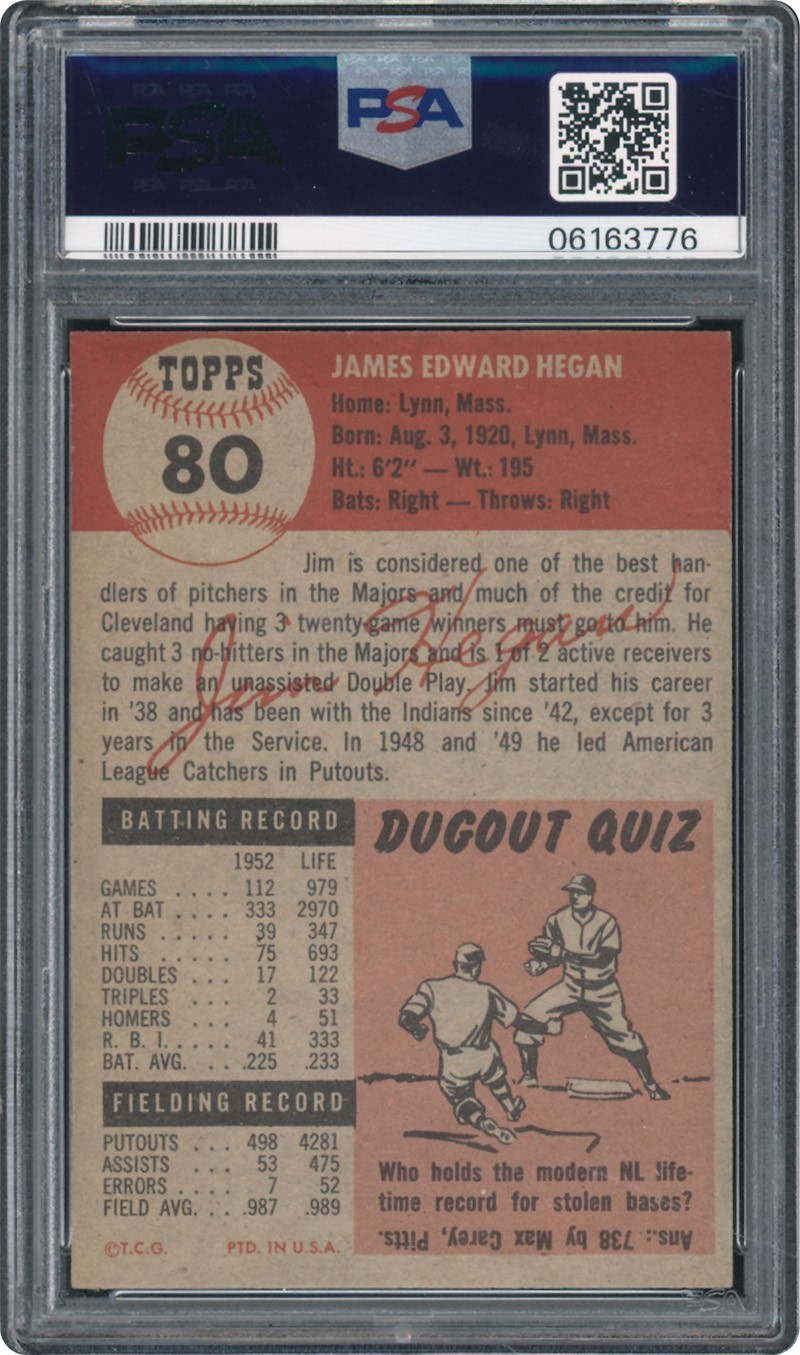 PSA PSA PSA
PSA
PSA PSA PSA
PSA
06163776
TOPPS
80
JAMES EDWARD HEGAN
Home: Lynn, Mass.
Born: Aug. 3, 1920, Lynn, Mass.
Ht.: 6'2" — Wt.: 195
Bats: Right — Throws: Right
Jim is considered one of the best han-
dlers of pitchers in the Majors and much of the credit for
Cleveland having 3 twenty-game winners must go to him. He
caught 3 no-hitters in the Majors and is 1 of 2 active receivers
to make an unassisted Double Play. Jim started his career
in '38 and has been with the Indians since '42, except for 3
years in the Service. In 1948 and '49 he led American
League Catchers in Putouts.
Jim Hegan
BATTING RECORD
1952 LIFE
GAMES .... 112 979
AT BAT .... 333 2970
RUNS ..... 39 347
HITS ..... 75 693
DOUBLES ... 17 122
TRIPLES ... 2 33
HOMERS ... 4 51
R. B. I. .... 41 333
BAT. AVG. .. .225 .233
FIELDING RECORD
PUTOUTS ... 498 4281
ASSISTS ... 53 475
ERRORS .... 7 52
FIELD AVG. .. .987 .989
©T.C.G. PTD. IN U.S.A.
DUGOUT QUIZ
Who holds the modern NL life-
time record for stolen bases?
Ans.: 738 by Max Carey, Pitts.
PSA